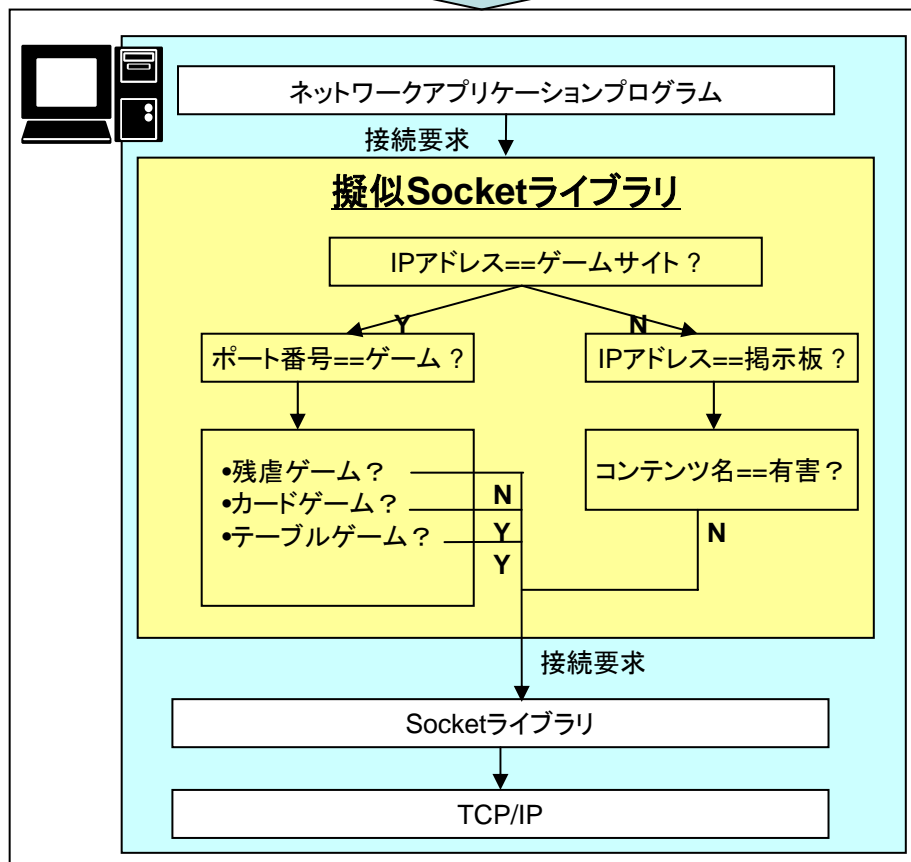 ネットワークアプリケーションプログラム
接続要求
擬似Socketライブラリ
IPアドレス==ゲームサイト？
Y
N
ポート番号==ゲーム？
IPアドレス==掲示板？
•残虐ゲーム？
N
•カードゲーム？
Y
•テーブルゲーム？
Y
コンテンツ名==有害？
N
接続要求
Socketライブラリ
TCP/IP